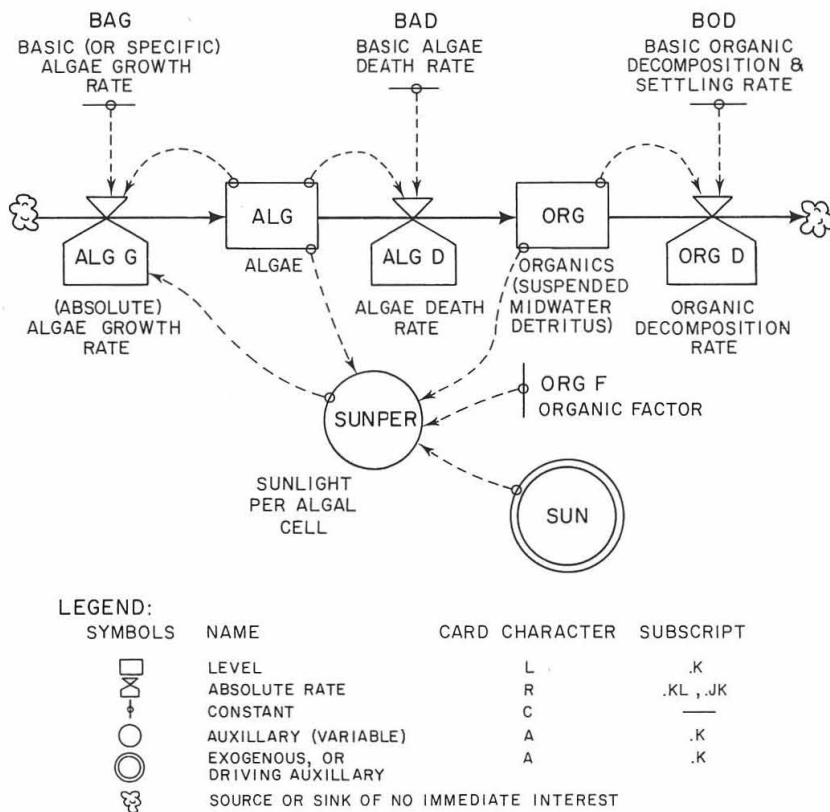 BAG
BASIC (OR SPECIFIC)
ALGAE GROWTH
RATE
BAD
BASIC ALGAE
DEATH RATE
BOD
BASIC ORGANIC
DECOMPOSITION &
SETTLING RATE
ALG G
(ABSOLUTE)
ALGAE GROWTH
RATE
ALG
ALGAE
ALG D
ALGAE DEATH
RATE
ORG
ORGANICS
(SUSPENDED
MIDWATER
DETRITUS)
ORG D
ORGANIC
DECOMPOSITION
RATE
SUNPER
SUNLIGHT
PER ALGAL
CELL
ORG F
ORGANIC FACTOR
SUN
LEGEND:
SYMBOLS NAME CARD CHARACTER SUBSCRIPT
LEVEL L .K
ABSOLUTE RATE R .KL , .JK
CONSTANT C —
AUXILLARY (VARIABLE) A .K
EXOGENOUS, OR A .K
DRIVING AUXILLARY
SOURCE OR SINK OF NO IMMEDIATE INTEREST